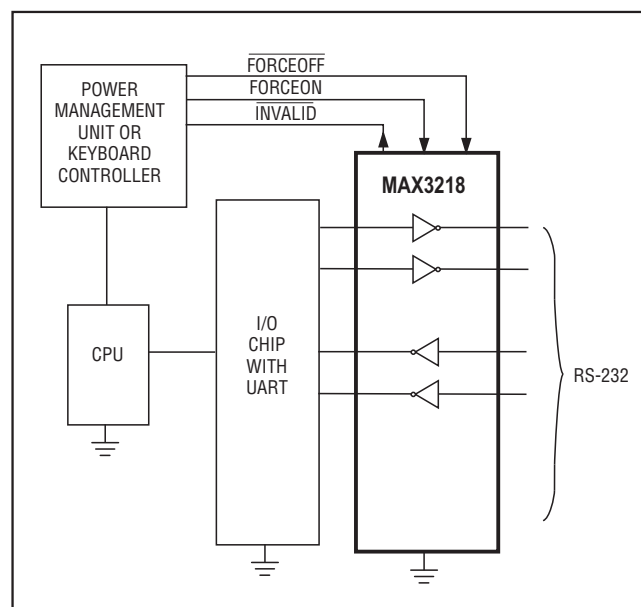 FORCEOFF
FORCEON
INVALID
POWER
MANAGEMENT
UNIT OR
KEYBOARD
CONTROLLER
MAX3218
CPU
I/O
CHIP
WITH
UART
RS-232